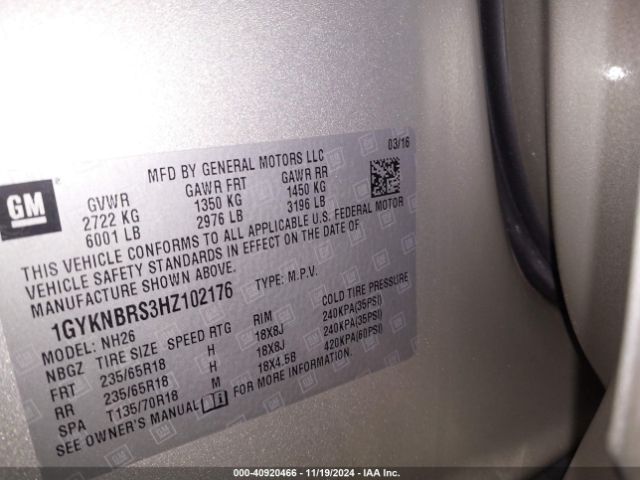 MFD BY GENERAL MOTORS LLC 03/16
GM
GVWR GAWR FRT GAWR RR
2722 KG 1350 KG 1450 KG
6001 LB 2976 LB 3196 LB
THIS VEHICLE CONFORMS TO ALL APPLICABLE U.S. FEDERAL MOTOR
VEHICLE SAFETY STANDARDS IN EFFECT ON THE DATE OF
MANUFACTURE SHOWN ABOVE.
1GYKNBRS3HZ102176 TYPE: M.P.V.
MODEL: NH26
NBGZ TIRE SIZE SPEED RTG RIM COLD TIRE PRESSURE
FRT 235/65R18 H 18X8J 240KPA(35PSI)
RR 235/65R18 H 18X8J 240KPA(35PSI)
SPA T135/70R18 M 18X4.5B 420KPA(60PSI)
SEE OWNER'S MANUAL FOR MORE INFORMATION.
000-40920466 - 11/19/2024 - IAA Inc.